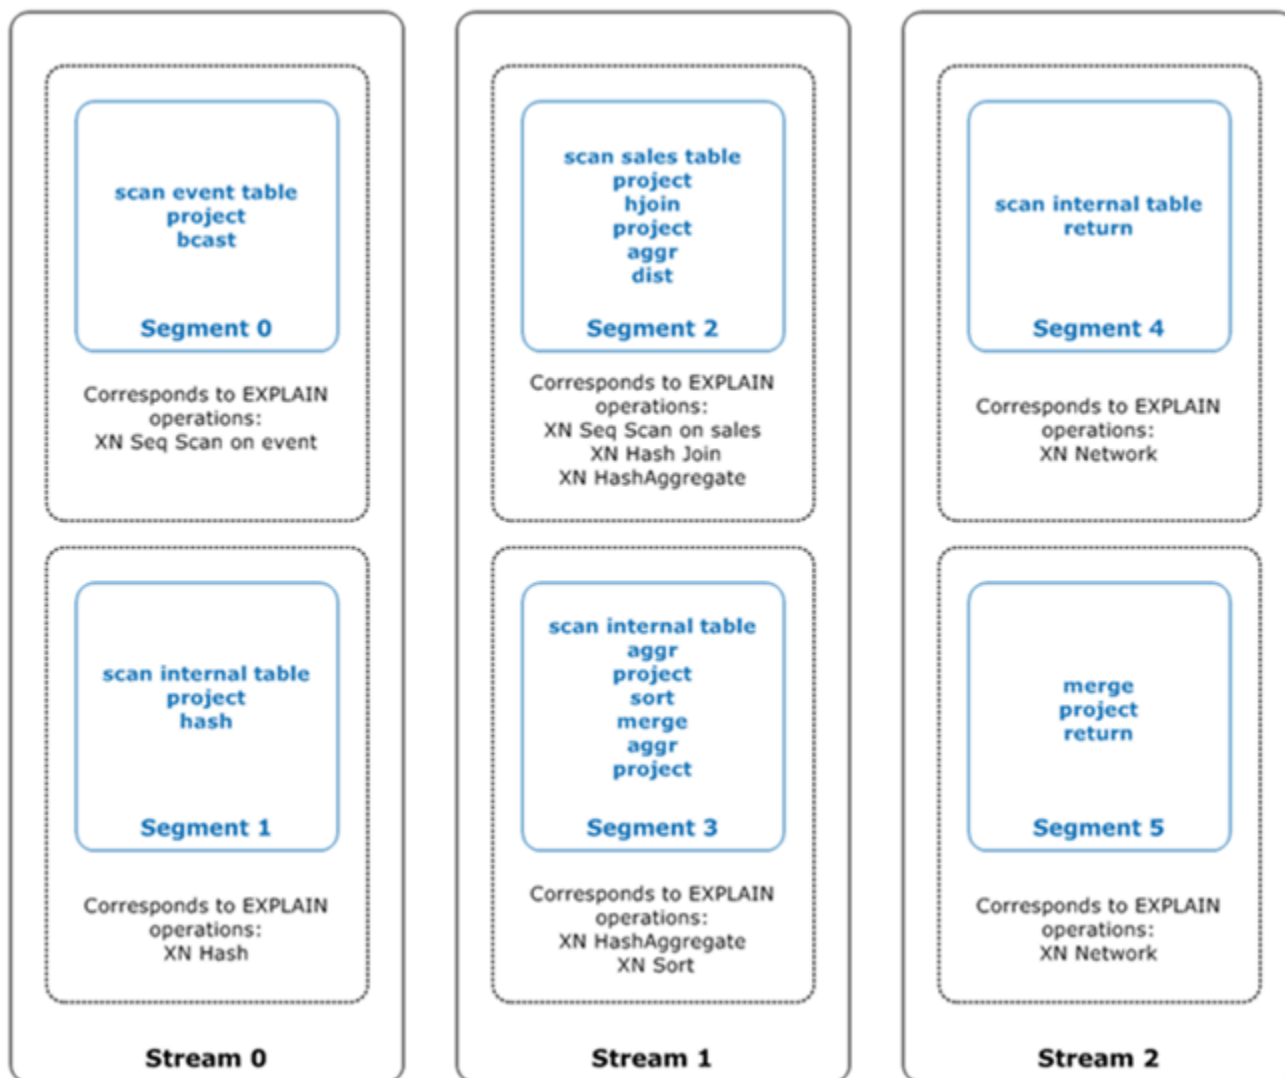 scan event table
project
bcast
Segment 0
Corresponds to EXPLAIN
operations:
XN Seq Scan on event
scan internal table
project
hash
Segment 1
Corresponds to EXPLAIN
operations:
XN Hash
Stream 0
scan sales table
project
hjoin
project
aggr
dist
Segment 2
Corresponds to EXPLAIN
operations:
XN Seq Scan on sales
XN Hash Join
XN HashAggregate
scan internal table
aggr
project
sort
merge
aggr
project
Segment 3
Corresponds to EXPLAIN
operations:
XN HashAggregate
XN Sort
Stream 1
scan internal table
return
Segment 4
Corresponds to EXPLAIN
operations:
XN Network
merge
project
return
Segment 5
Corresponds to EXPLAIN
operations:
XN Network
Stream 2